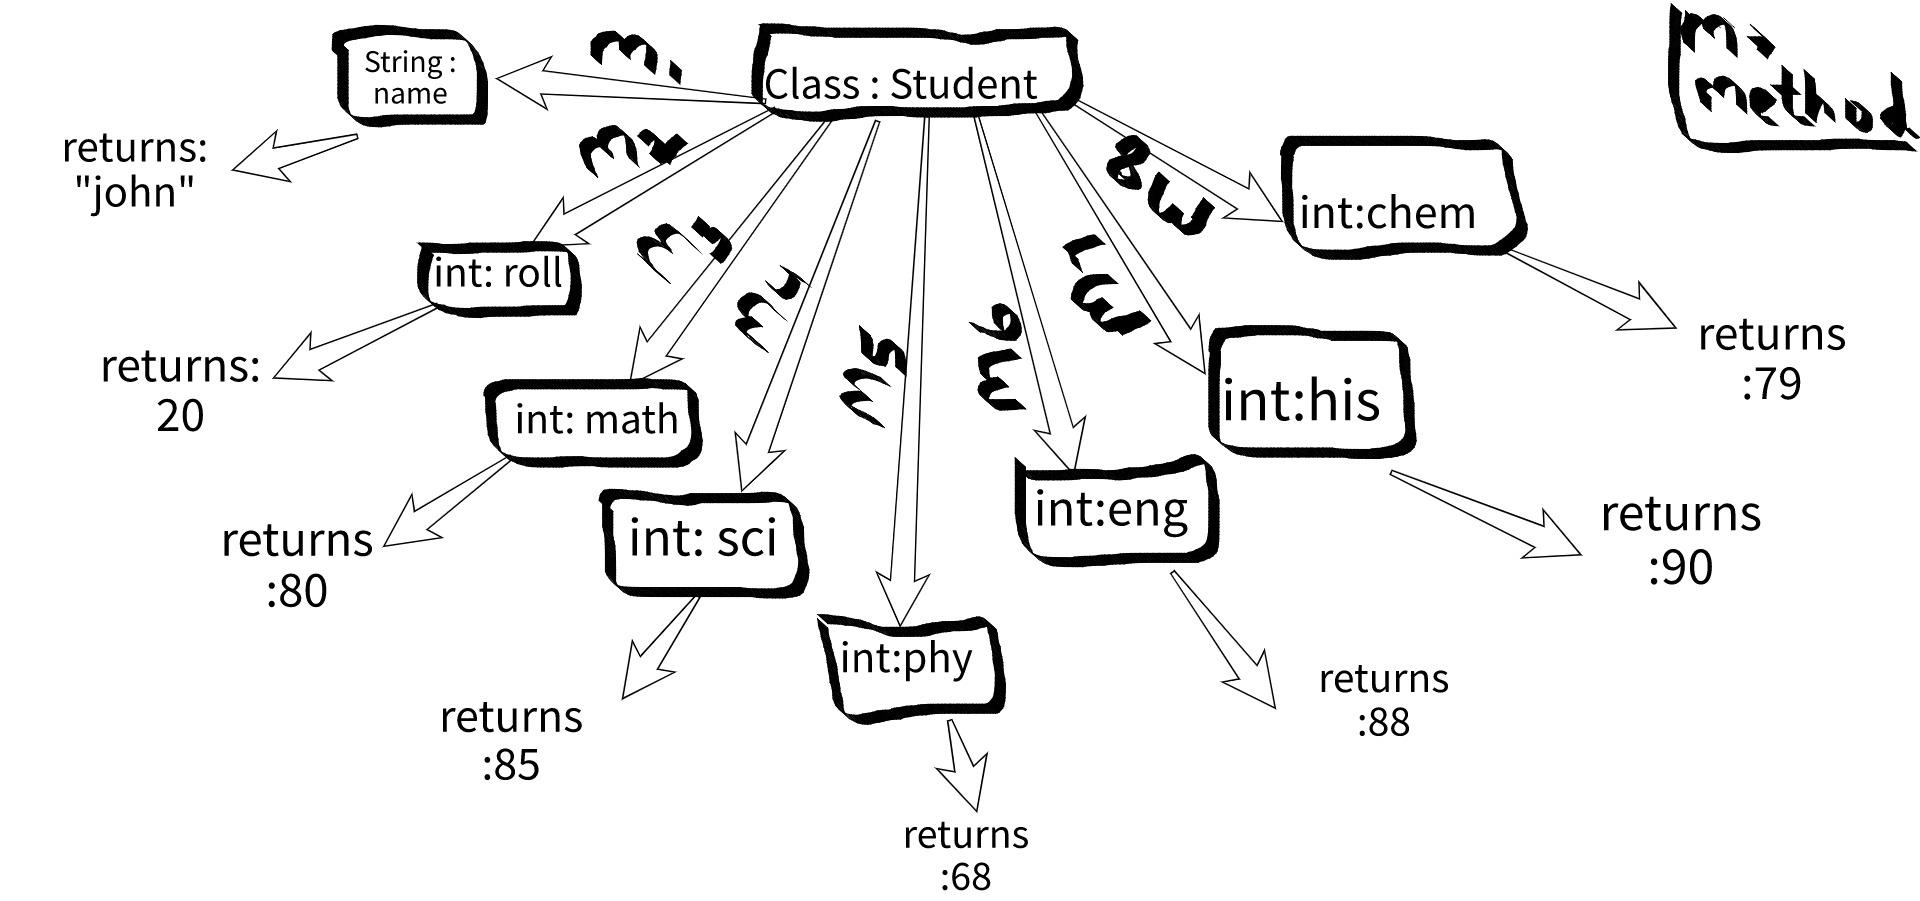 Class : Student
m →
method
m1
String :
name
returns:
"john"
m2
int: roll
returns:
20
m3
int: math
returns
:80
m4
int: sci
returns
:85
m5
int:phy
returns
:68
m6
int:eng
returns
:88
m7
int:his
returns
:90
m8
int:chem
returns
:79